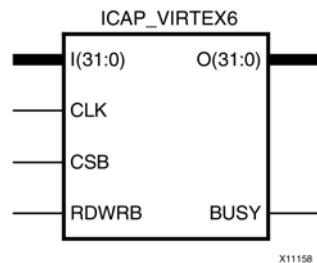 ICAP_VIRTEX6
I(31:0) O(31:0)
CLK
CSB
RDWRB BUSY
X11158